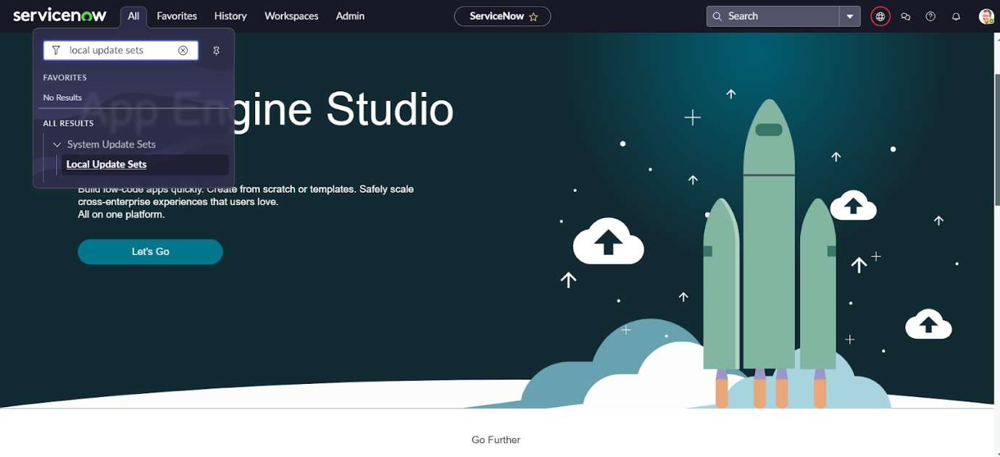 servicenow All Favorites History Workspaces Admin ServiceNow Search
local update sets
FAVORITES
No Results
App Engine Studio
ALL RESULTS
System Update Sets
Local Update Sets
Build low-code apps quickly. Create from scratch or templates. Safely scale
cross-enterprise experiences that users love.
All on one platform.
Let's Go
Go Further